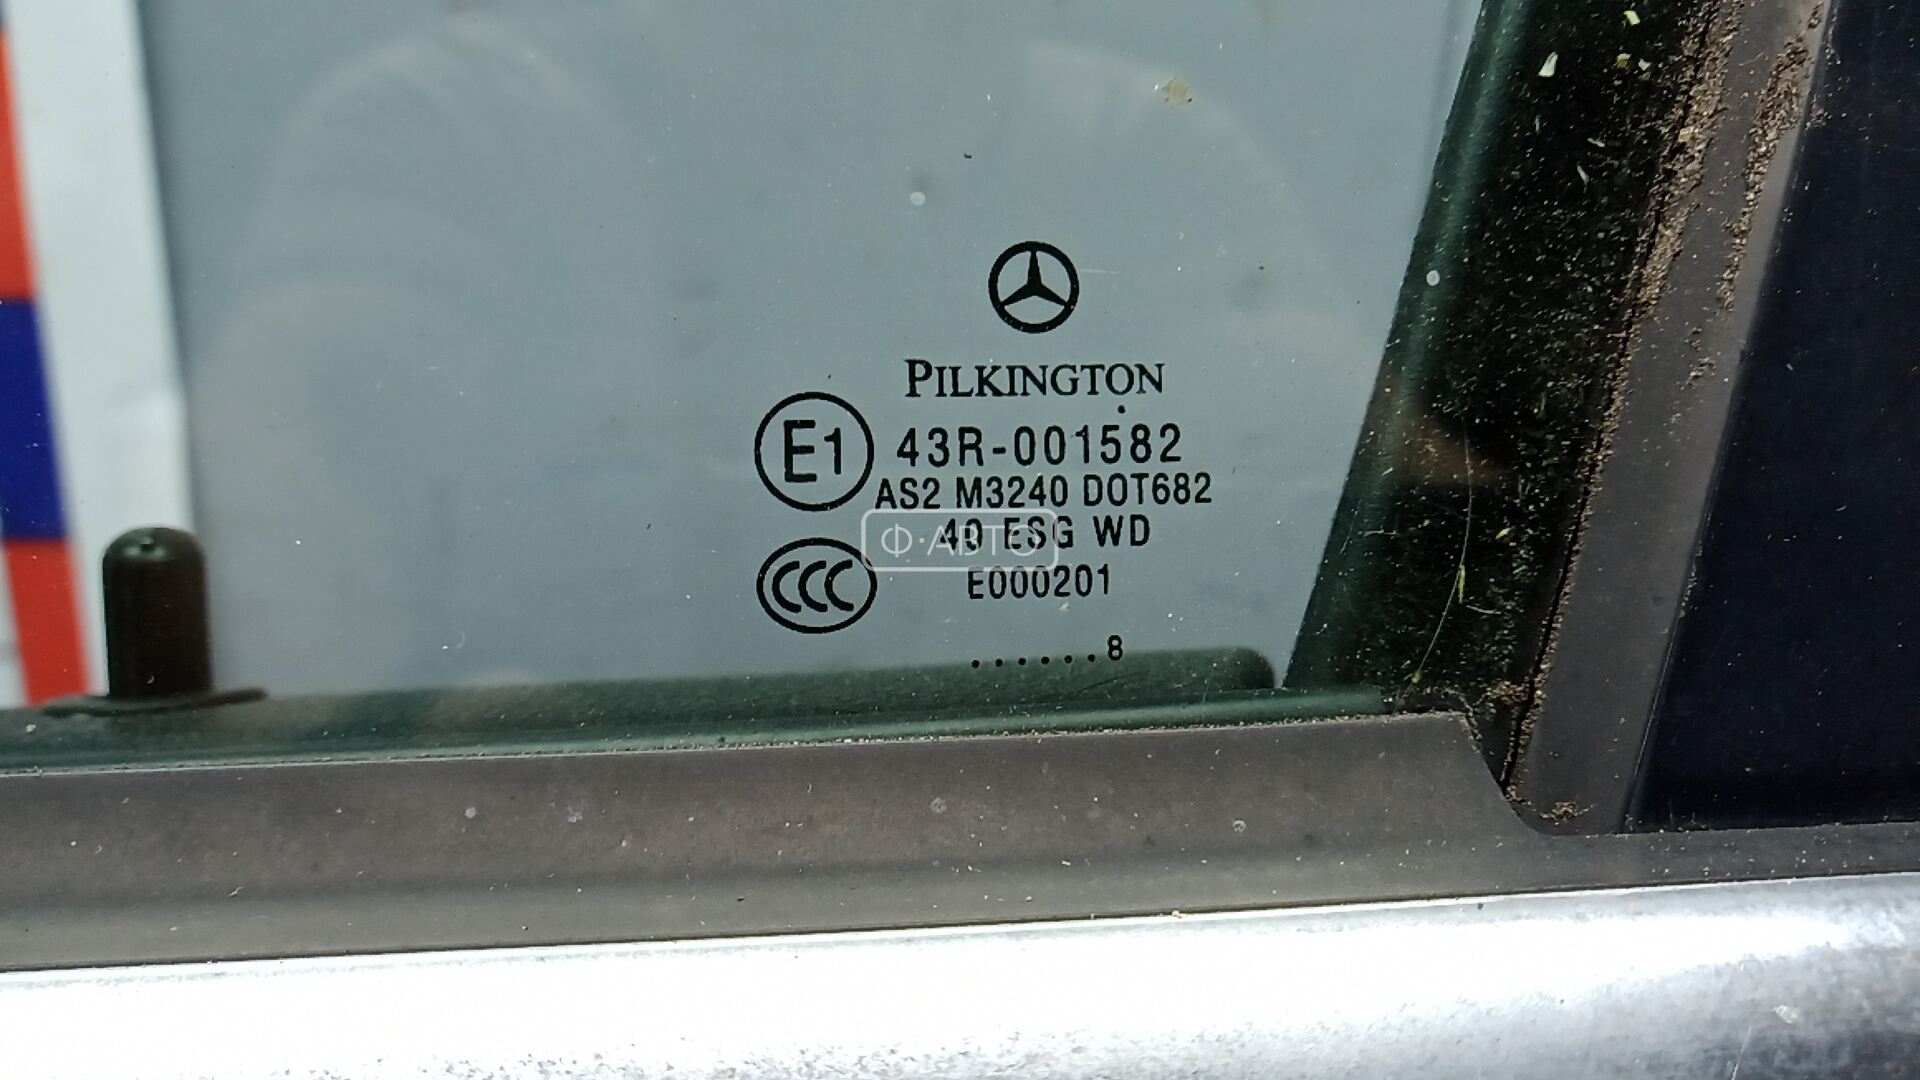 PILKINGTON
E1 43R-001582
AS2 M3240 DOT682
40 ESG WD
Ф·АВТО
CCC E000201
......8